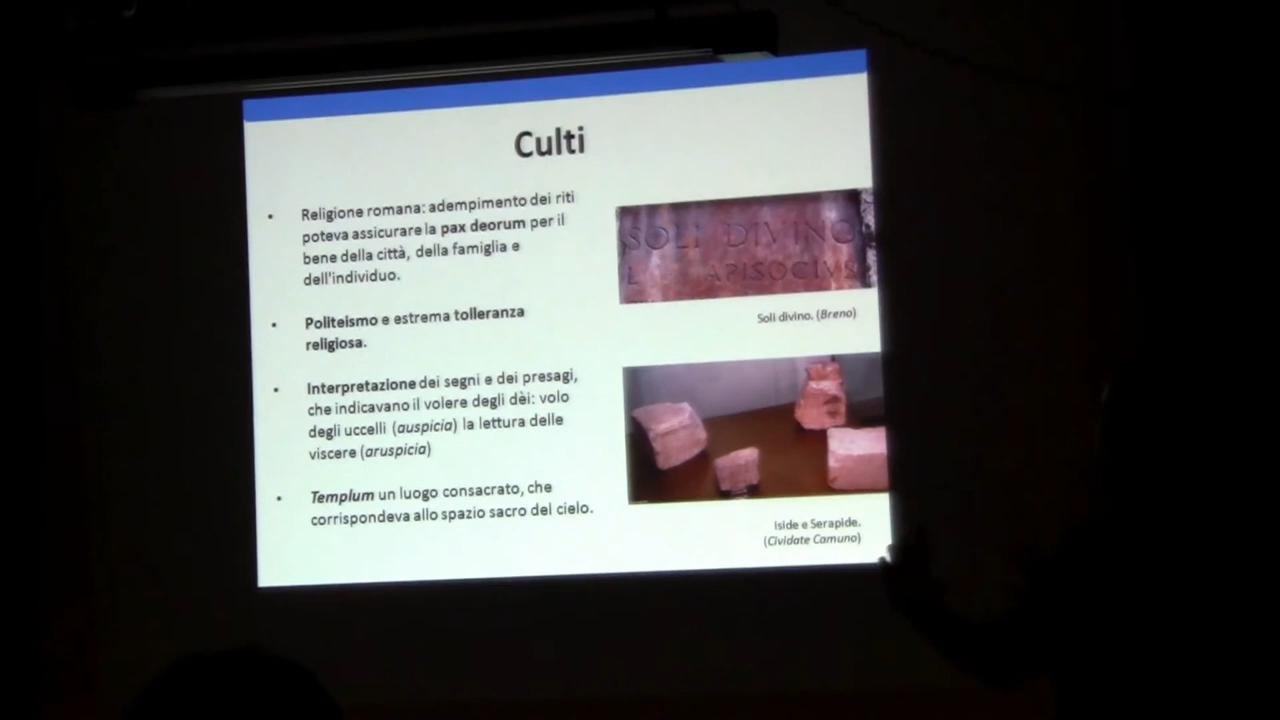 Culti
• Religione romana: adempimento dei riti
poteva assicurare la pax deorum per il
bene della città, della famiglia e
dell'individuo.
• Politeismo e estrema tolleranza
religiosa.
• Interpretazione dei segni e dei presagi,
che indicavano il volere degli dèi: volo
degli uccelli (auspicia) la lettura delle
viscere (aruspicia)
• Templum un luogo consacrato, che
corrispondeva allo spazio sacro del cielo.
SOLI DIVINO
L APISOCIVS
Soli divino. (Breno)
Iside e Serapide.
(Cividate Camuno)